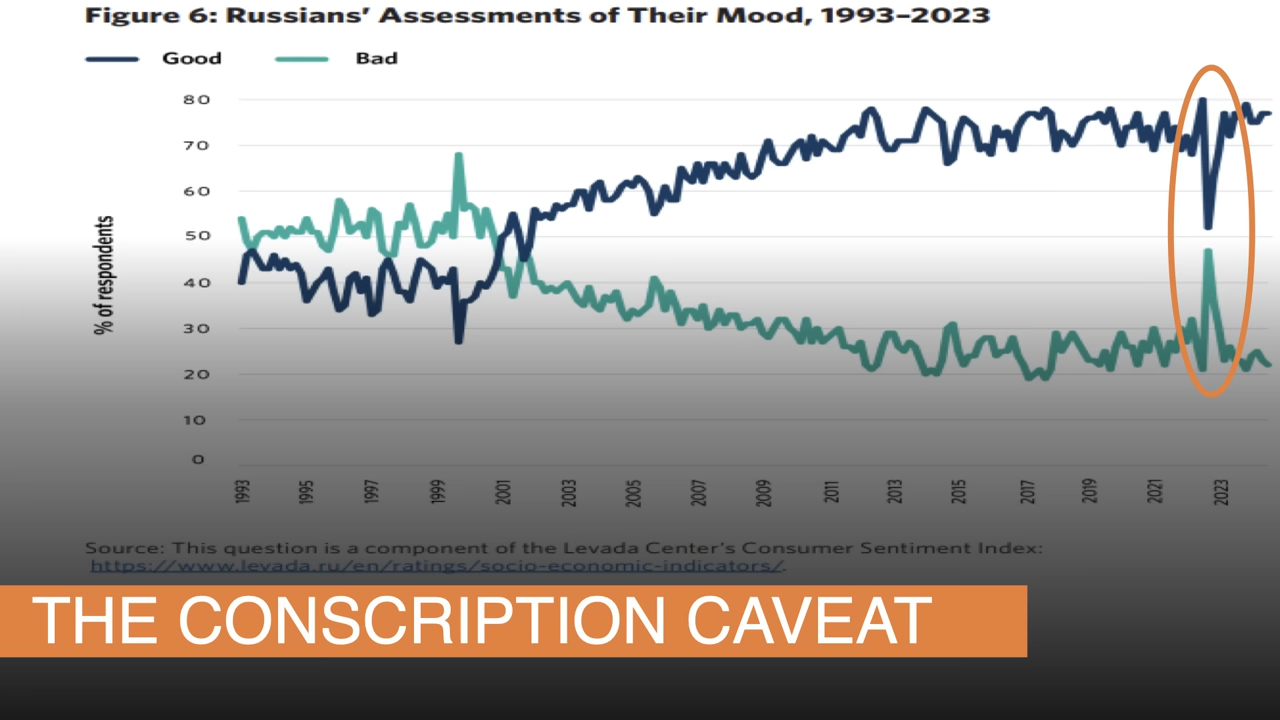 Figure 6: Russians' Assessments of Their Mood, 1993–2023
Good Bad
% of respondents
80
70
60
50
40
30
20
10
0
1993 1995 1997 1999 2001 2003 2005 2007 2009 2011 2013 2015 2017 2019 2021 2023
Source: This question is a component of the Levada Center's Consumer Sentiment Index:
https://www.levada.ru/en/ratings/socio-economic-indicators/.
THE CONSCRIPTION CAVEAT